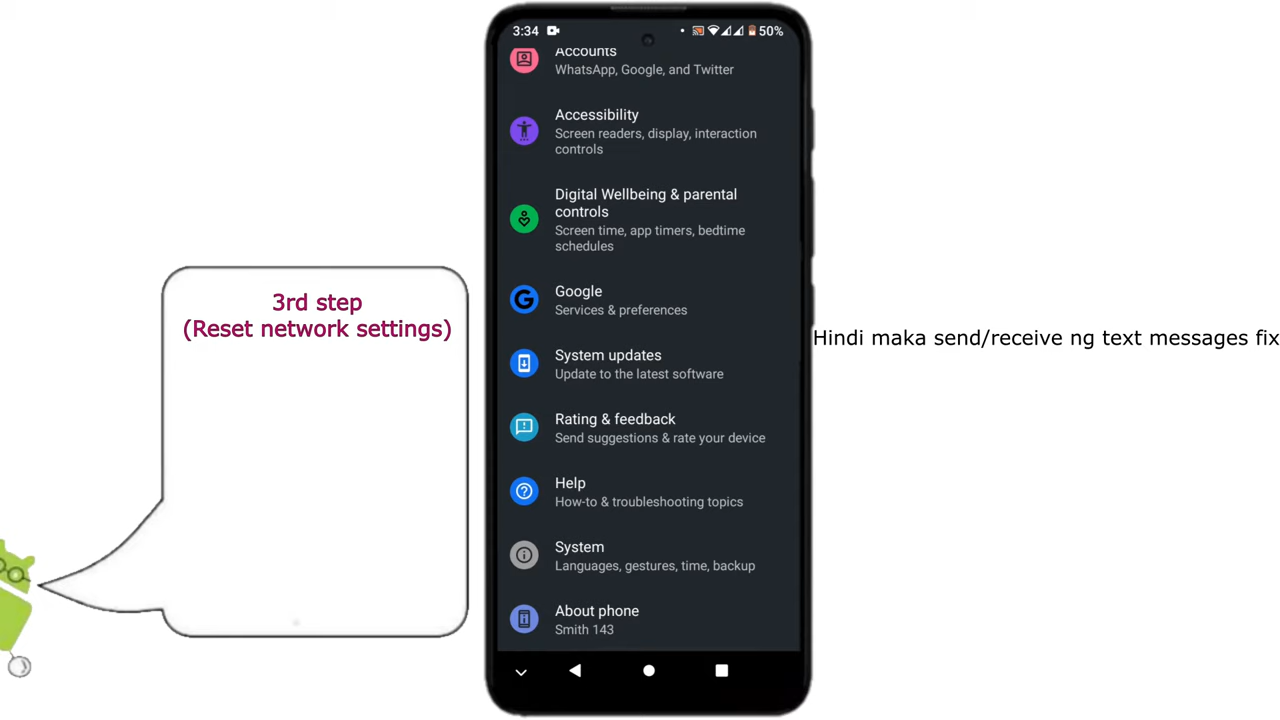 3:34
50%
Accounts
WhatsApp, Google, and Twitter
Accessibility
Screen readers, display, interaction
controls
Digital Wellbeing & parental
controls
Screen time, app timers, bedtime
schedules
Google
Services & preferences
System updates
Update to the latest software
Rating & feedback
Send suggestions & rate your device
Help
How-to & troubleshooting topics
System
Languages, gestures, time, backup
About phone
Smith 143
3rd step
(Reset network settings)
Hindi maka send/receive ng text messages fix